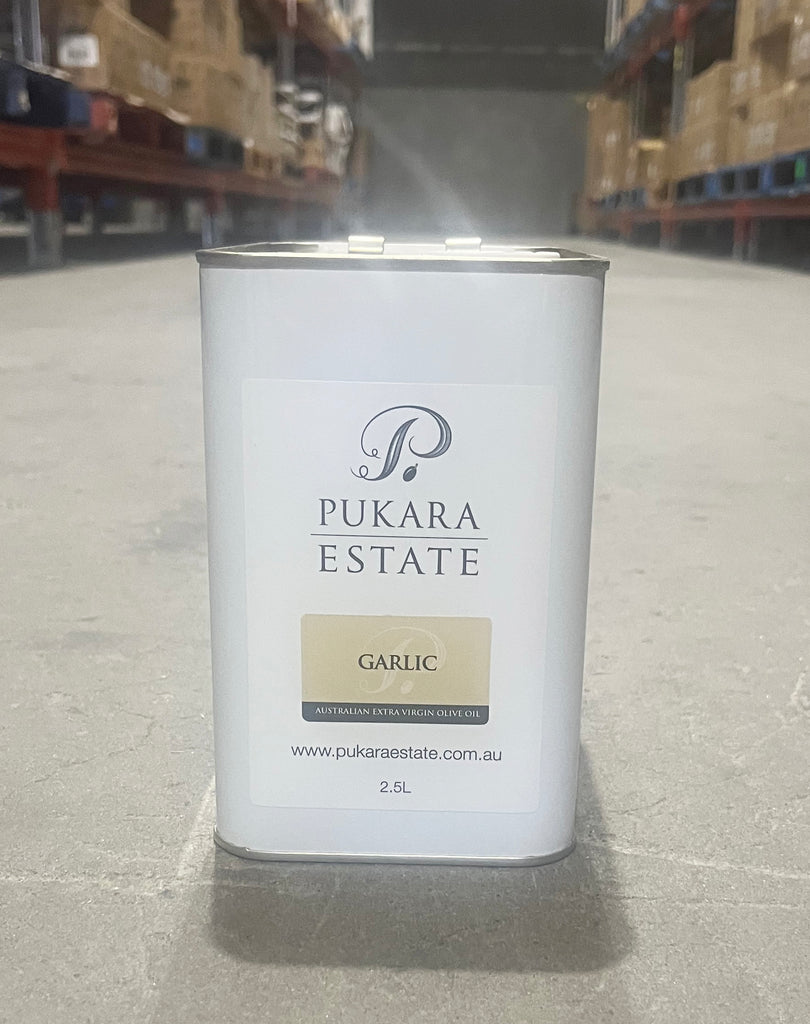 P
PUKARA
ESTATE
GARLIC
AUSTRALIAN EXTRA VIRGIN OLIVE OIL
www.pukaraestate.com.au
2.5L